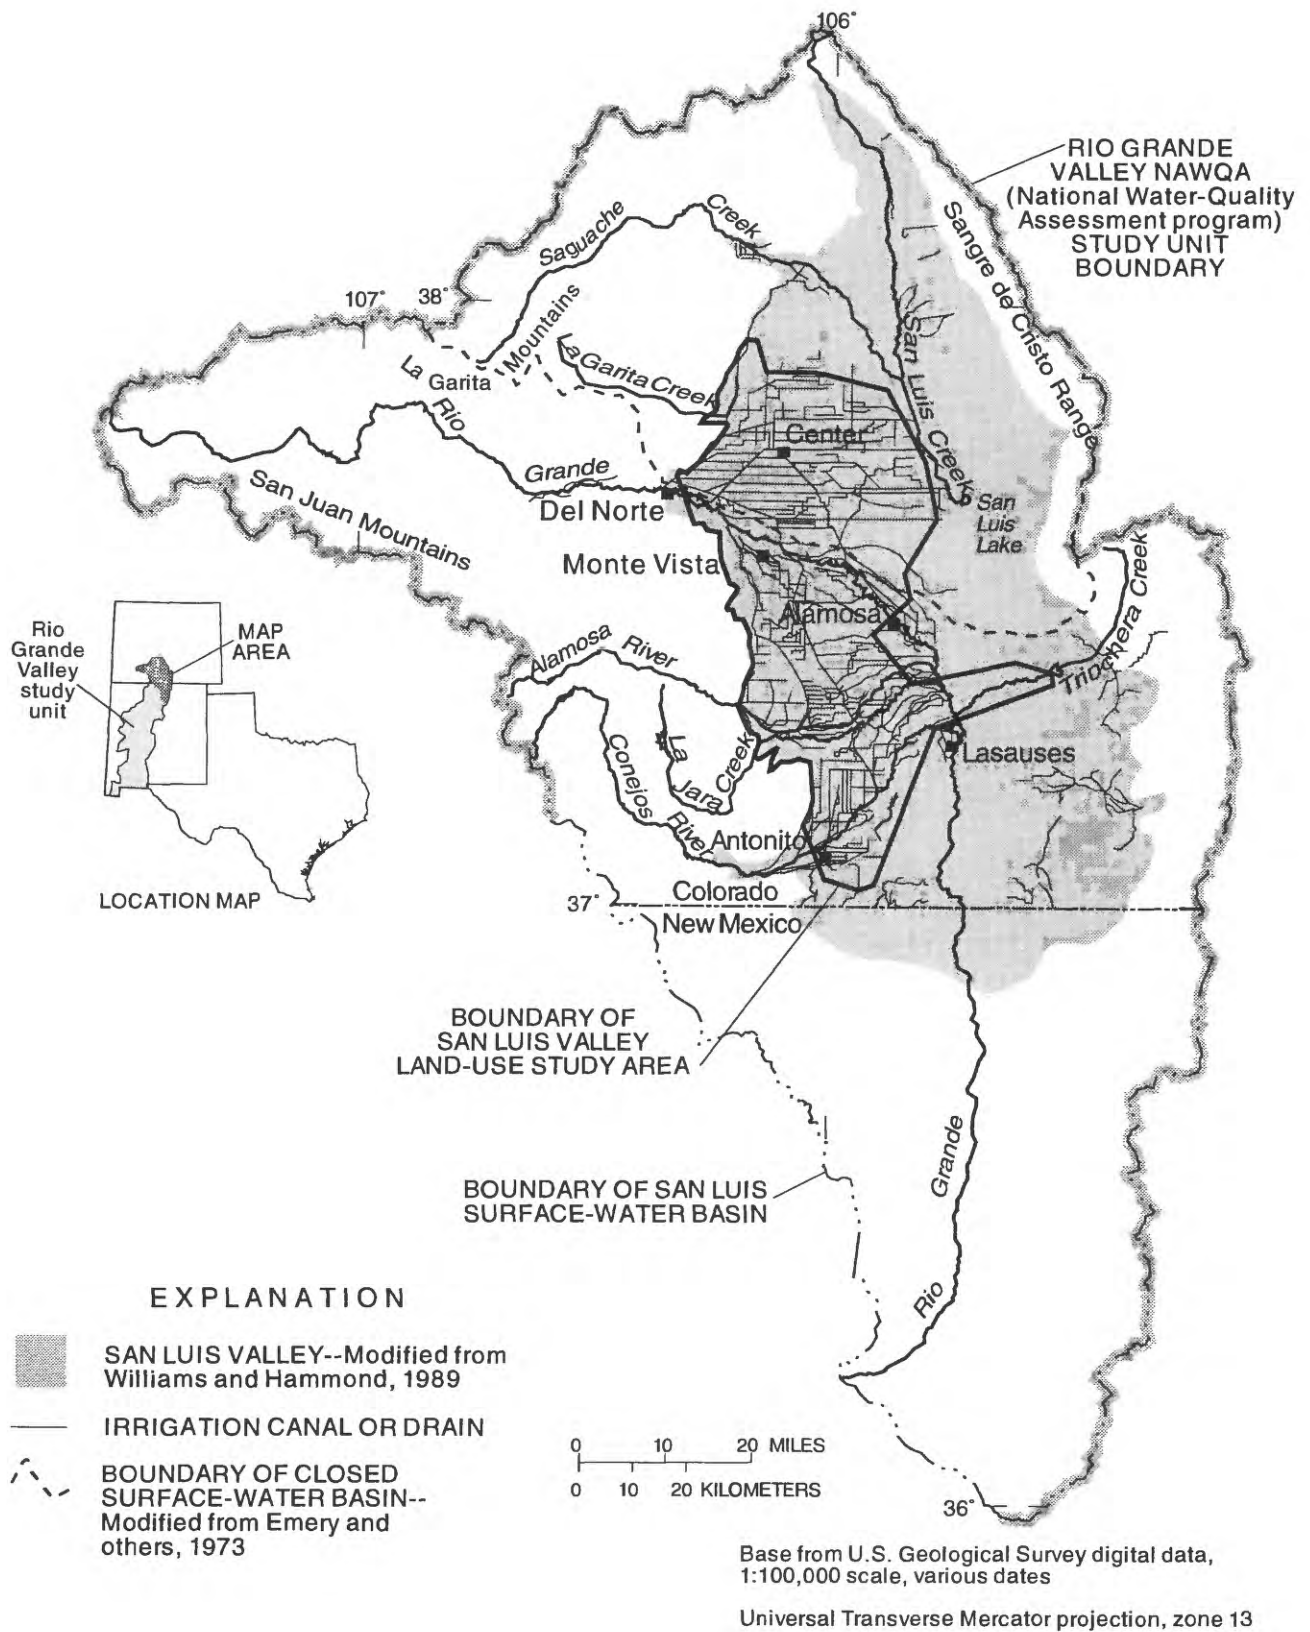 106°
RIO GRANDE
VALLEY NAWQA
(National Water-Quality
Assessment program)
STUDY UNIT
BOUNDARY
Sangre de Cristo Range
Saguache
Creek
107°
38°
Mountains
La Garita
La Garita Creek
San Luis Creek
Rio
Grande
Center
San
Luis
Lake
Del Norte
San Juan Mountains
Monte Vista
Alamosa
Triochera Creek
Rio
Grande
Valley
study
unit
MAP
AREA
Alamosa River
La
Jara
Creek
Conejos
River
Lasauses
Antonito
LOCATION MAP
37°
Colorado
New Mexico
BOUNDARY OF
SAN LUIS VALLEY
LAND-USE STUDY AREA
BOUNDARY OF SAN LUIS
SURFACE-WATER BASIN
Rio
Grande
EXPLANATION
SAN LUIS VALLEY--Modified from
Williams and Hammond, 1989
IRRIGATION CANAL OR DRAIN
BOUNDARY OF CLOSED
SURFACE-WATER BASIN--
Modified from Emery and
others, 1973
0 10 20 MILES
0 10 20 KILOMETERS
36°
Base from U.S. Geological Survey digital data,
1:100,000 scale, various dates
Universal Transverse Mercator projection, zone 13